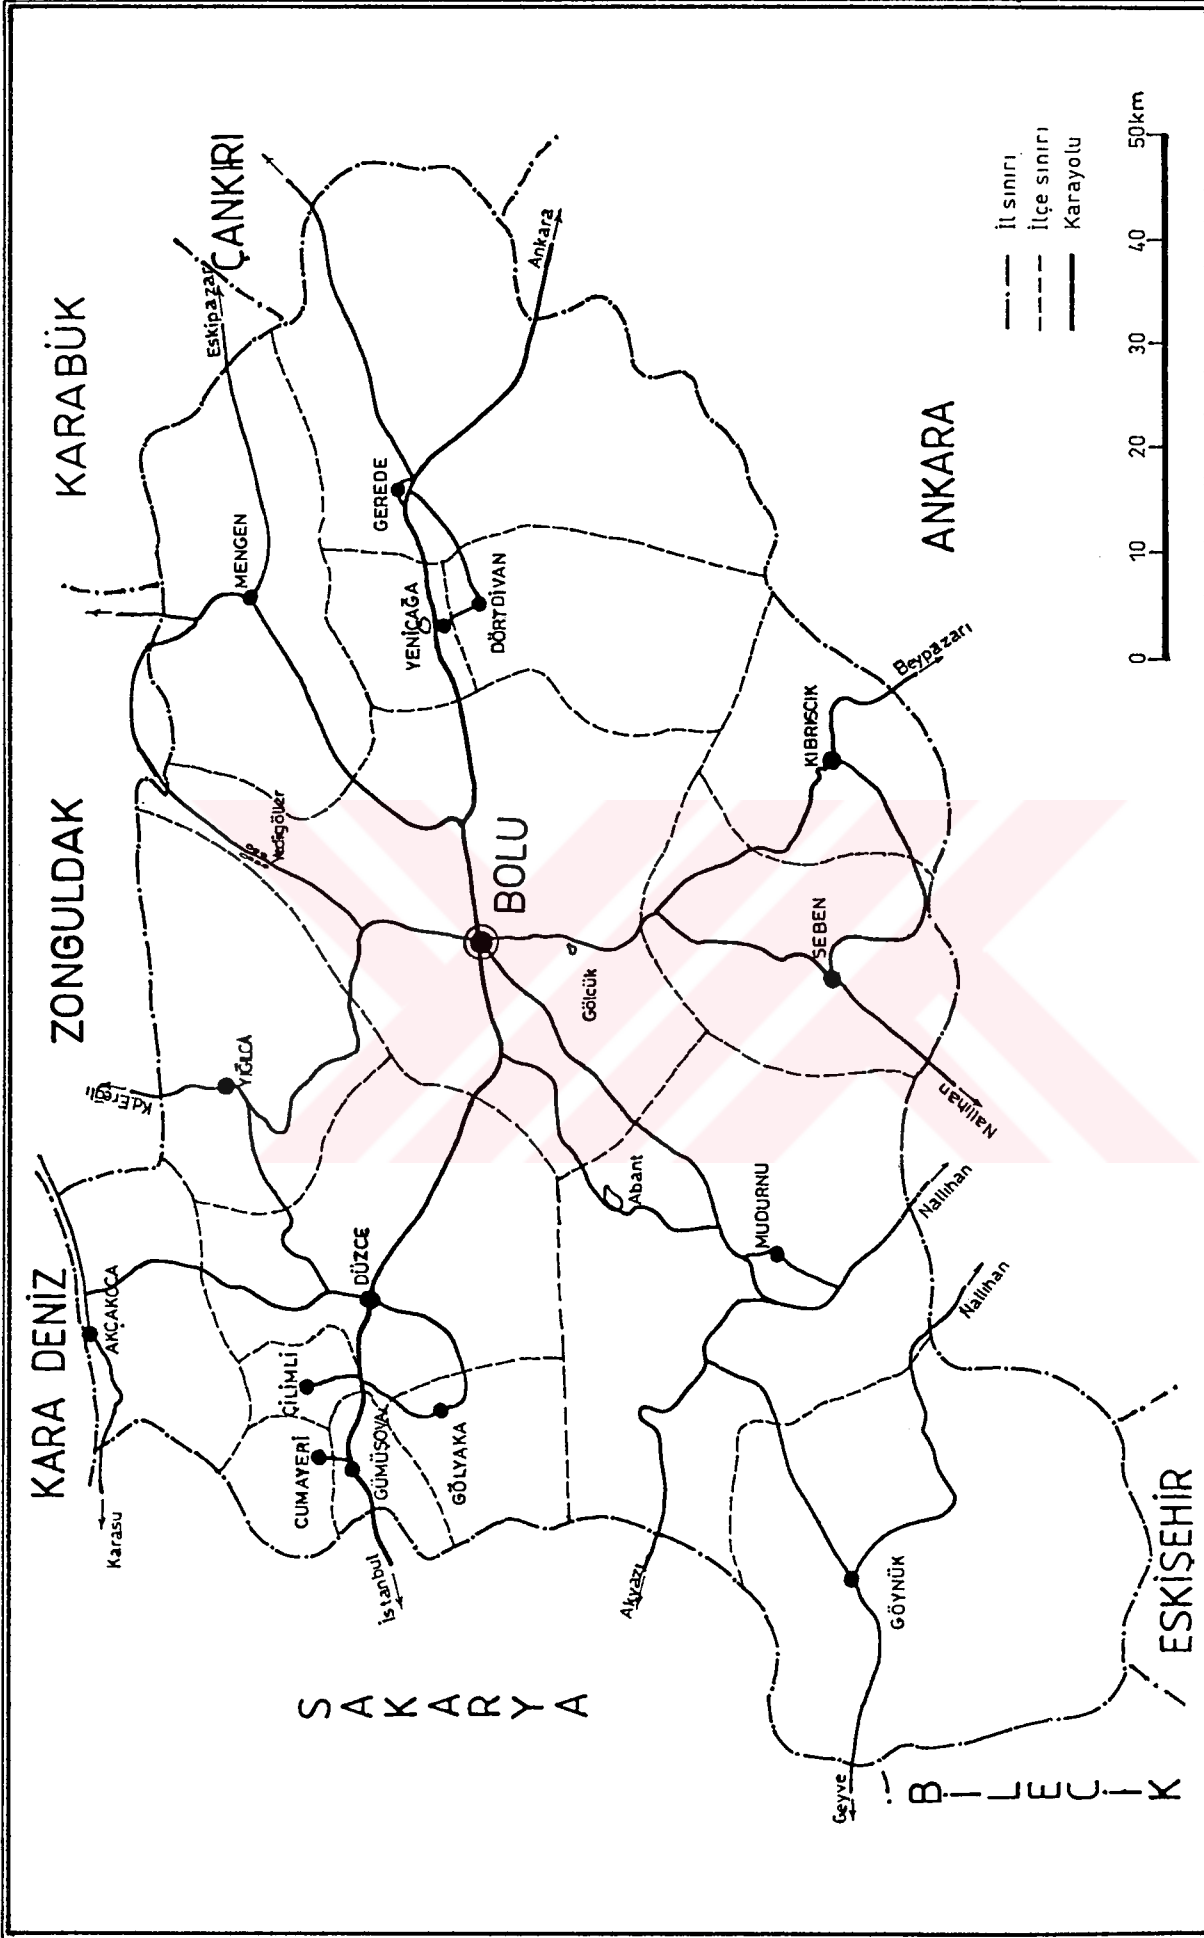 KARA DENİZ
ZONGULDAK
KARABÜK
ÇANKIRI
Karasu
AKÇAKOCA
Kd.Ereğli
Eskipazar
YIĞILCA
Yedigöller
MENGEN
CUMAYERİ
ÇİLİMLİ
DÜZCE
GÜMÜŞOVA
GÖLYAKA
İstanbul
GEREDE
YENİÇAĞA
DÖRTDİVAN
Ankara
BOLU
Gölcük
Abant
SAKARYA
Akyazı
MUDURNU
SEBEN
KIBRISCIK
Beypazarı
GÖYNÜK
Geyve
Nallıhan
Nallıhan
Nallıhan
ANKARA
BİLECİK
ESKİŞEHİR
İl sınırı
İlçe sınırı
Karayolu
0 10 20 30 40 50km